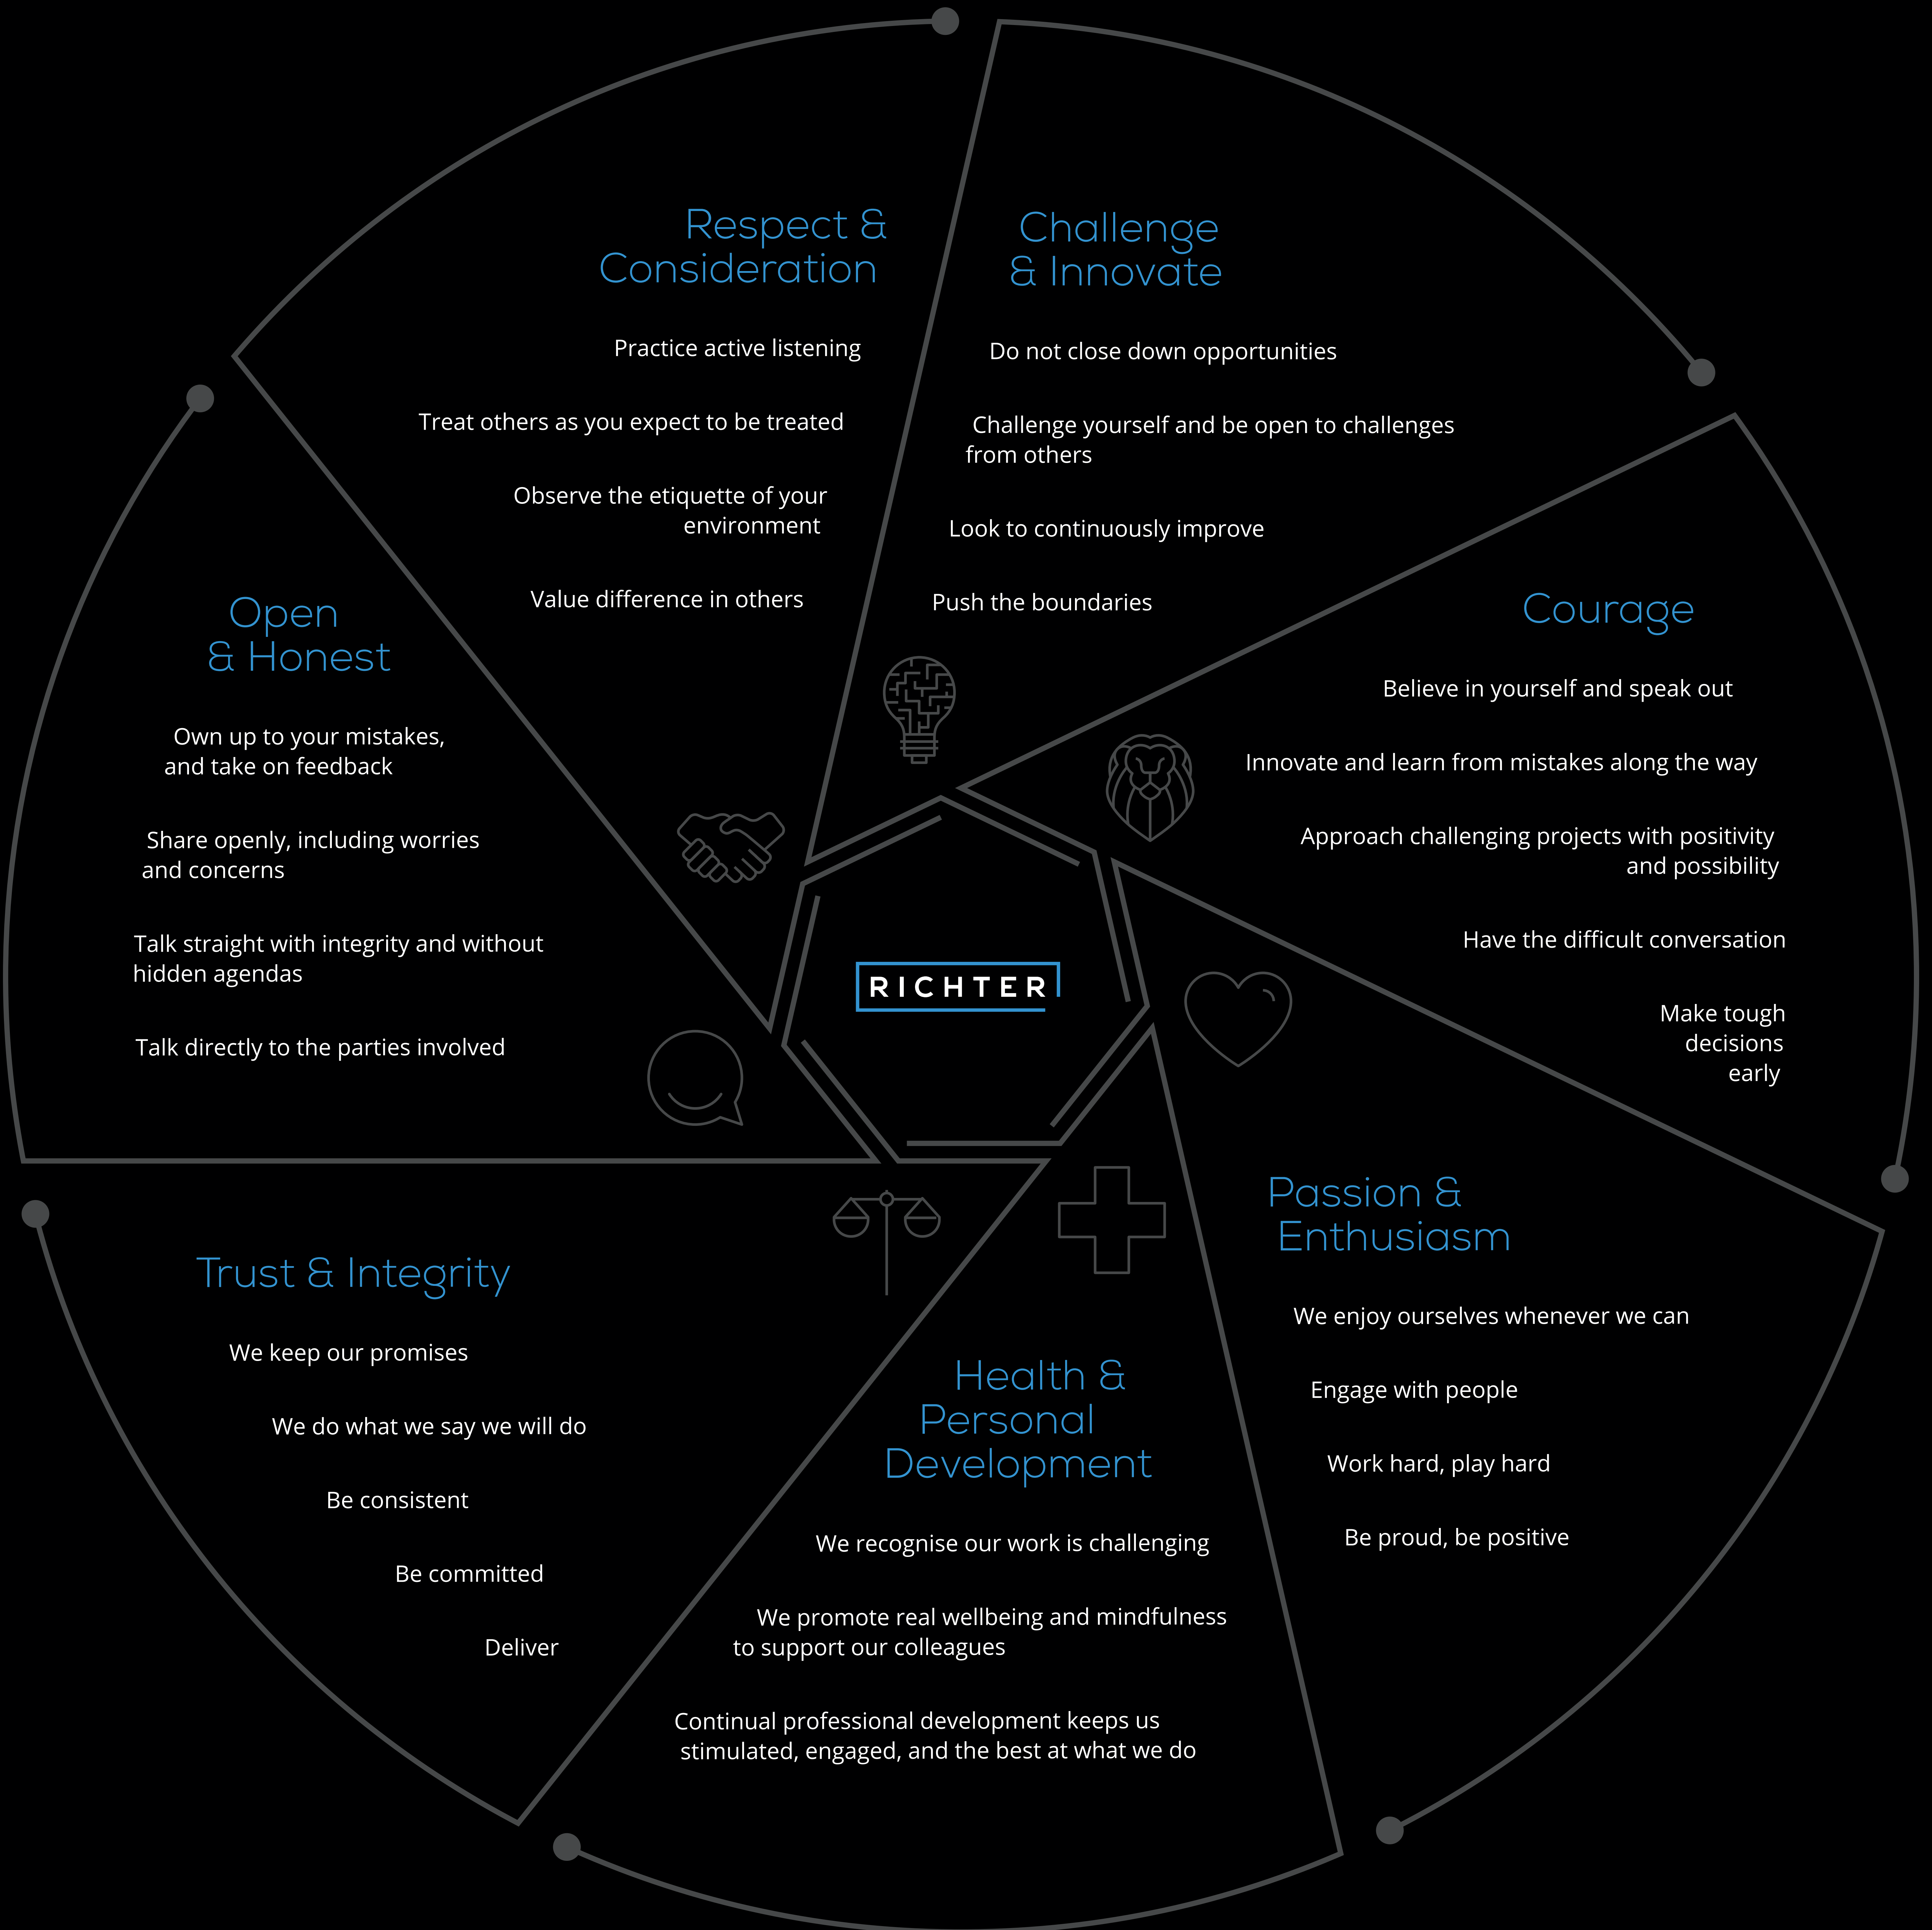 Respect &
Consideration
Practice active listening
Treat others as you expect to be treated
Observe the etiquette of your
environment
Value difference in others
Challenge
& Innovate
Do not close down opportunities
Challenge yourself and be open to challenges
from others
Look to continuously improve
Push the boundaries
Courage
Believe in yourself and speak out
Innovate and learn from mistakes along the way
Approach challenging projects with positivity
and possibility
Have the difficult conversation
Make tough
decisions
early
Open
& Honest
Own up to your mistakes,
and take on feedback
Share openly, including worries
and concerns
Talk straight with integrity and without
hidden agendas
Talk directly to the parties involved
RICHTER
Passion &
Enthusiasm
We enjoy ourselves whenever we can
Engage with people
Work hard, play hard
Be proud, be positive
Trust & Integrity
We keep our promises
We do what we say we will do
Be consistent
Be committed
Deliver
Health &
Personal
Development
We recognise our work is challenging
We promote real wellbeing and mindfulness
to support our colleagues
Continual professional development keeps us
stimulated, engaged, and the best at what we do